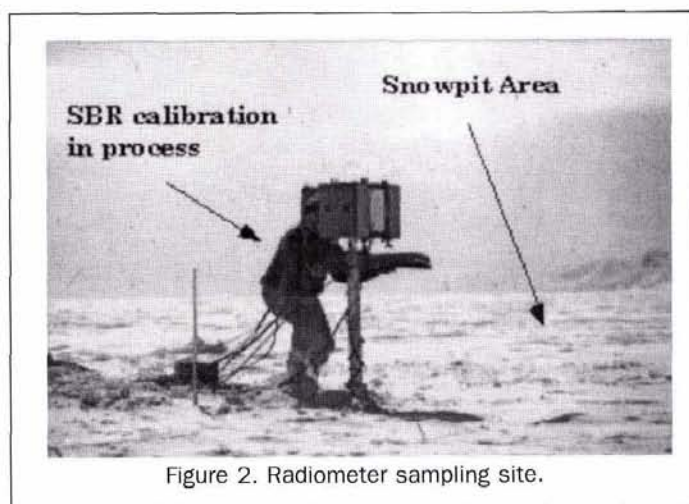 SBR calibration
in process
Snowpit Area
Figure 2. Radiometer sampling site.